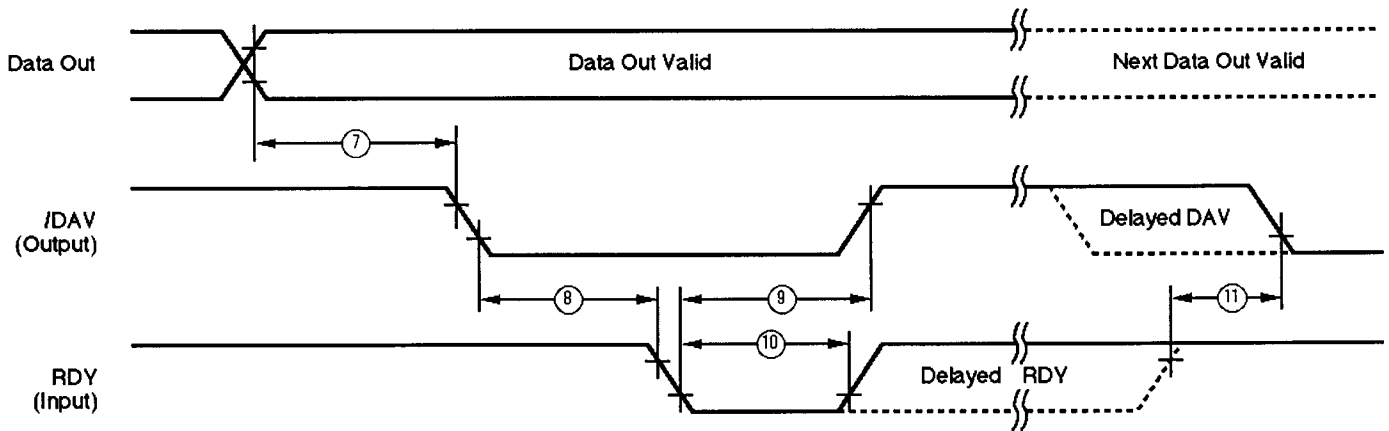 Data Out
Data Out Valid
Next Data Out Valid
7
/DAV
(Output)
Delayed DAV
8
9
11
10
RDY
(Input)
Delayed RDY